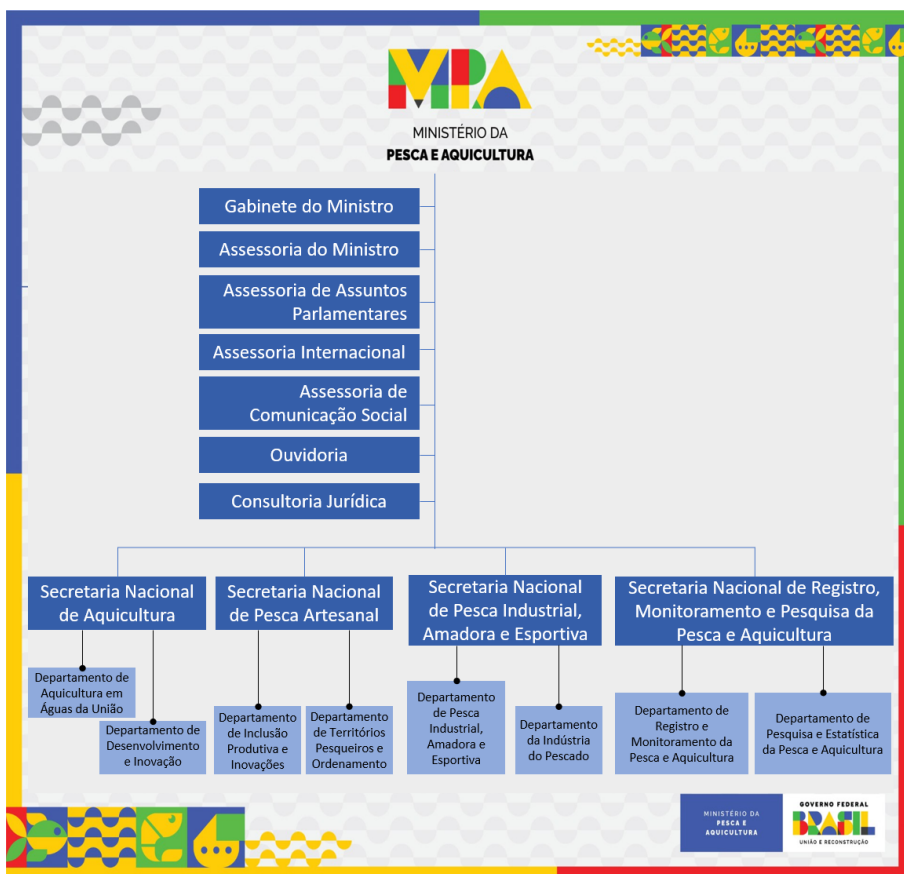 MPA
MINISTÉRIO DA
PESCA E AQUICULTURA
Gabinete do Ministro
Assessoria do Ministro
Assessoria de Assuntos
Parlamentares
Assessoria Internacional
Assessoria de
Comunicação Social
Ouvidoria
Consultoria Jurídica
Secretaria Nacional
de Aquicultura
Secretaria Nacional
de Pesca Artesanal
Secretaria Nacional
de Pesca Industrial,
Amadora e Esportiva
Secretaria Nacional de Registro,
Monitoramento e Pesquisa da
Pesca e Aquicultura
Departamento de
Aquicultura em
Águas da União
Departamento de
Desenvolvimento
e Inovação
Departamento
de Inclusão
Produtiva e
Inovações
Departamento
de Territórios
Pesqueiros e
Ordenamento
Departamento
de Pesca
Industrial,
Amadora e
Esportiva
Departamento
da Indústria
do Pescado
Departamento de
Registro e
Monitoramento da
Pesca e Aquicultura
Departamento de
Pesquisa e Estatística
da Pesca e Aquicultura
MINISTÉRIO DA
PESCA E
AQUICULTURA
GOVERNO FEDERAL
BRASIL
UNIÃO E RECONSTRUÇÃO